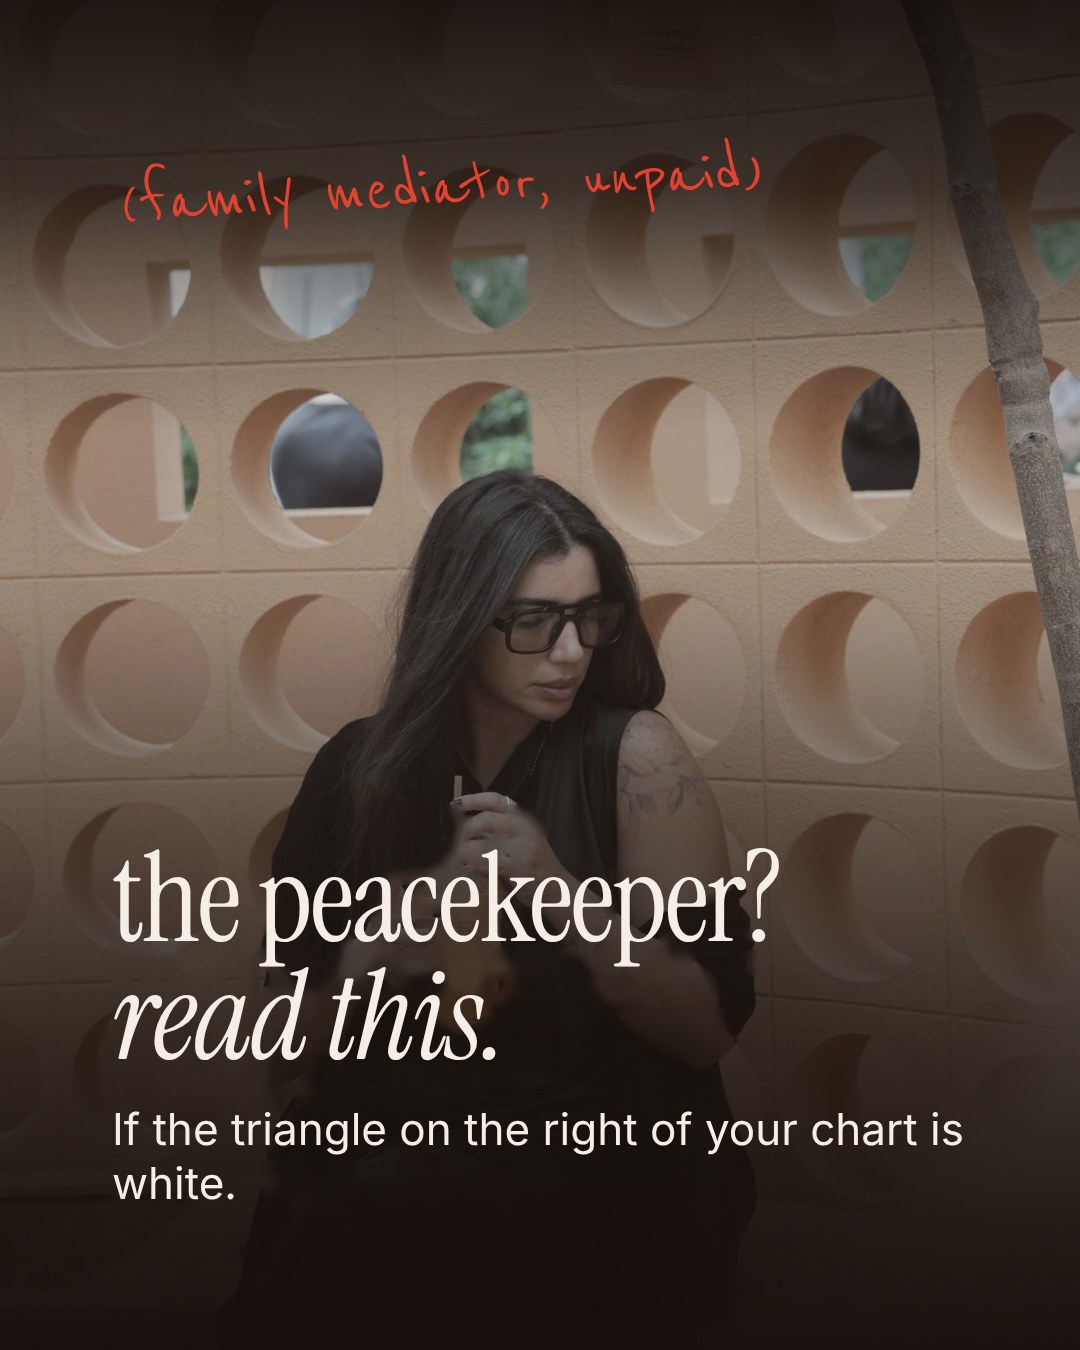 (family mediator, unpaid)
the peacekeeper?
read this.
If the triangle on the right of your chart is
white.